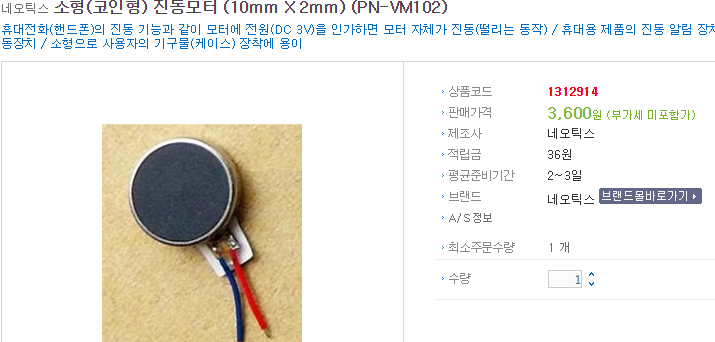 네오틱스 소형(코인형) 진동모터 (10mm X 2mm) (PN-VM102)
휴대전화(핸드폰)의 진동 기능과 같이 모터에 전원(DC 3V)을 인가하면 모터 자체가 진동(떨리는 동작) / 휴대용 제품의 진동 알림 장치
동장치 / 소형으로 사용자의 기구물(케이스) 장착에 용이
상품코드 1312914
판매가격 3,600원 (부가세 미포함가)
제조사 네오틱스
적립금 36원
평균준비기간 2~3일
브랜드 네오틱스 브랜드몰바로가기
A/S정보
최소주문수량 1 개
수량 1